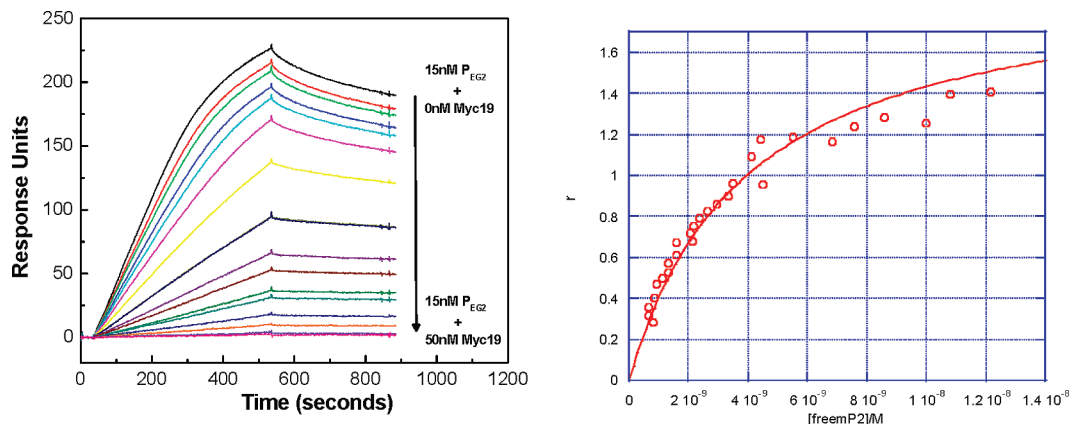 250
200
150
100
50
0
Response Units
0 200 400 600 800 1000 1200
Time (seconds)
15nM P_EG2
+
0nM Myc19
15nM P_EG2
+
50nM Myc19
1.6
1.4
1.2
1
0.8
0.6
0.4
0.2
0
r
0 2 10⁻⁹ 4 10⁻⁹ 6 10⁻⁹ 8 10⁻⁹ 1 10⁻⁸ 1.2 10⁻⁸ 1.4 10⁻⁸
[freemP2]/M